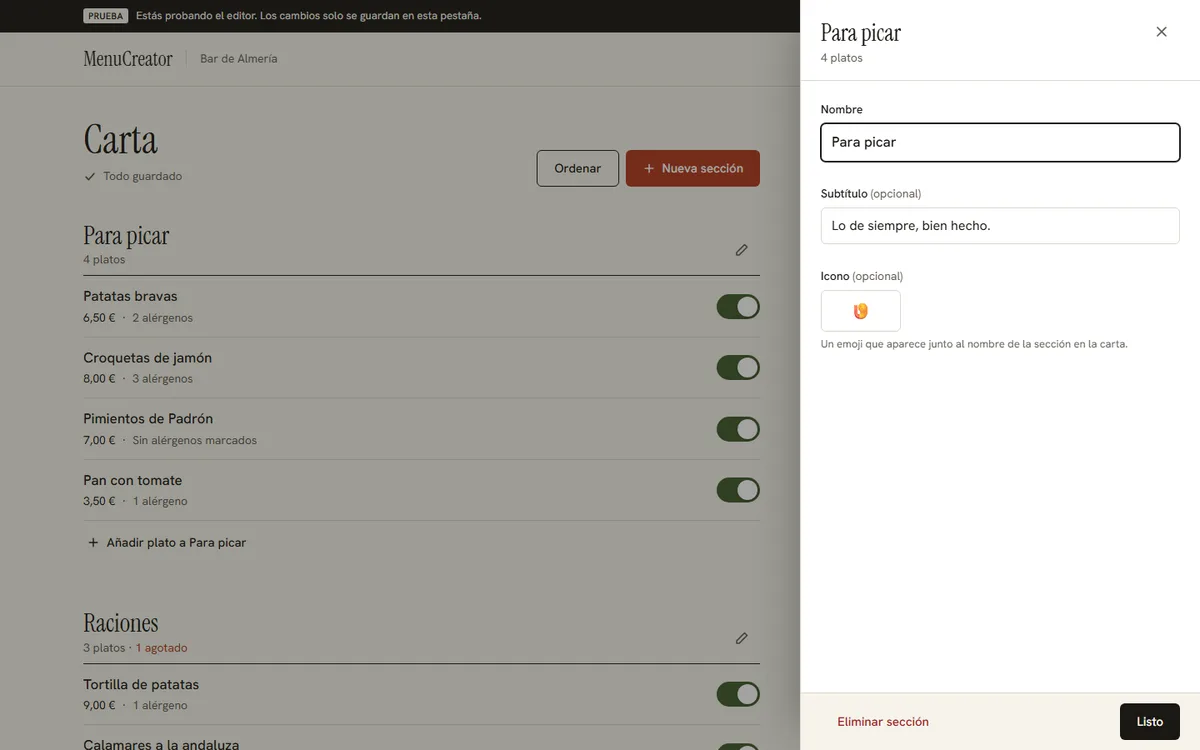 PRUEBA Estás probando el editor. Los cambios solo se guardan en esta pestaña.
MenuCreator Bar de Almería
Carta
Todo guardado
Ordenar
+ Nueva sección
Para picar
4 platos
Patatas bravas
6,50 € · 2 alérgenos
Croquetas de jamón
8,00 € · 3 alérgenos
Pimientos de Padrón
7,00 € · Sin alérgenos marcados
Pan con tomate
3,50 € · 1 alérgeno
+ Añadir plato a Para picar
Raciones
3 platos · 1 agotado
Tortilla de patatas
9,00 € · 1 alérgeno
Calamares a la andaluza
Para picar
4 platos
Nombre
Para picar
Subtítulo (opcional)
Lo de siempre, bien hecho.
Icono (opcional)
Un emoji que aparece junto al nombre de la sección en la carta.
Eliminar sección
Listo